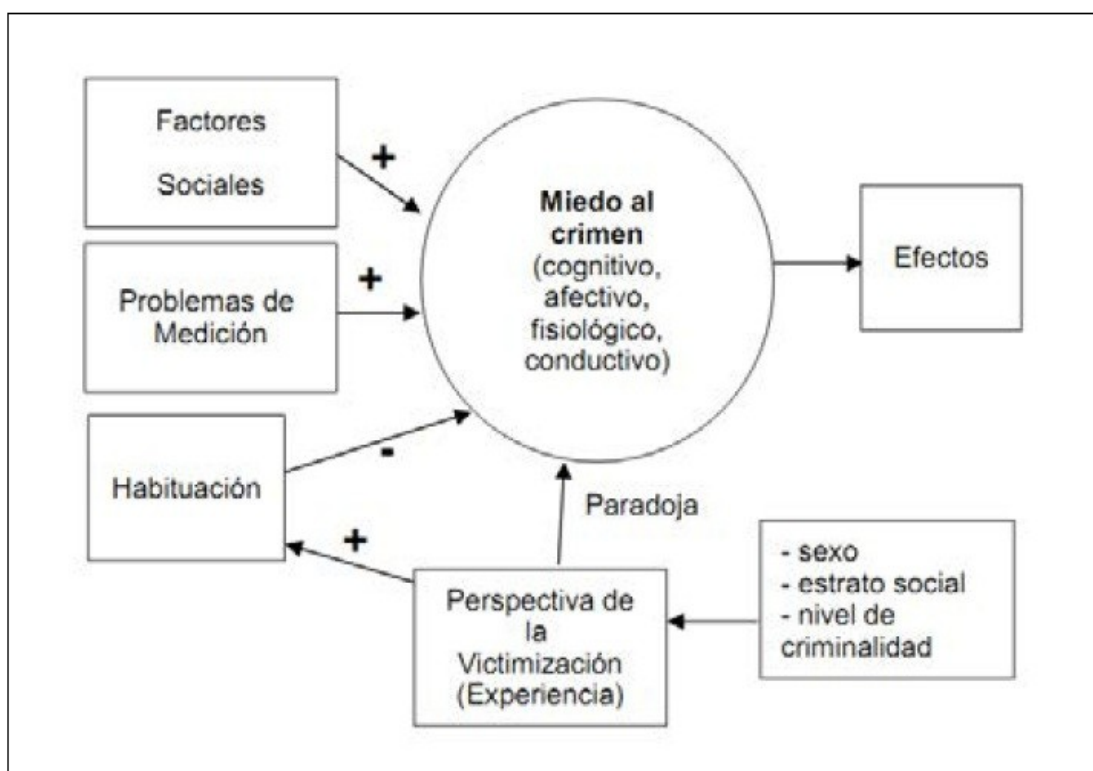 Factores
Sociales
+
Problemas de
Medición
+
Habituación
-
+
Miedo al
crimen
(cognitivo,
afectivo,
fisiológico,
conductivo)
Efectos
Paradoja
Perspectiva de
la
Victimización
(Experiencia)
- sexo
- estrato social
- nivel de
criminalidad